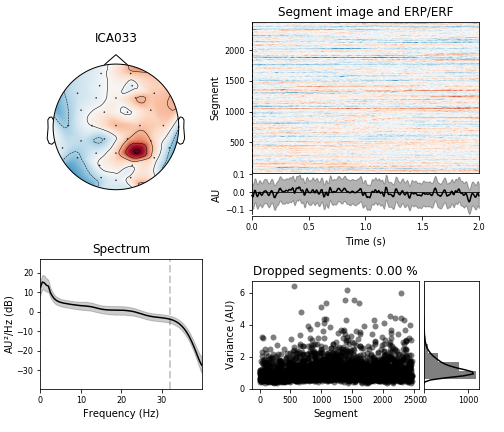 ICA033
Segment image and ERP/ERF
Segment
2000
1500
1000
500
AU
0.1
0.0
−0.1
0.0 0.5 1.0 1.5 2.0
Time (s)
Spectrum
AU²/Hz (dB)
20
10
0
−10
−20
−30
0 10 20 30
Frequency (Hz)
Dropped segments: 0.00 %
Variance (AU)
6
4
2
0
0 500 1000 1500 2000 2500
Segment
0 1000